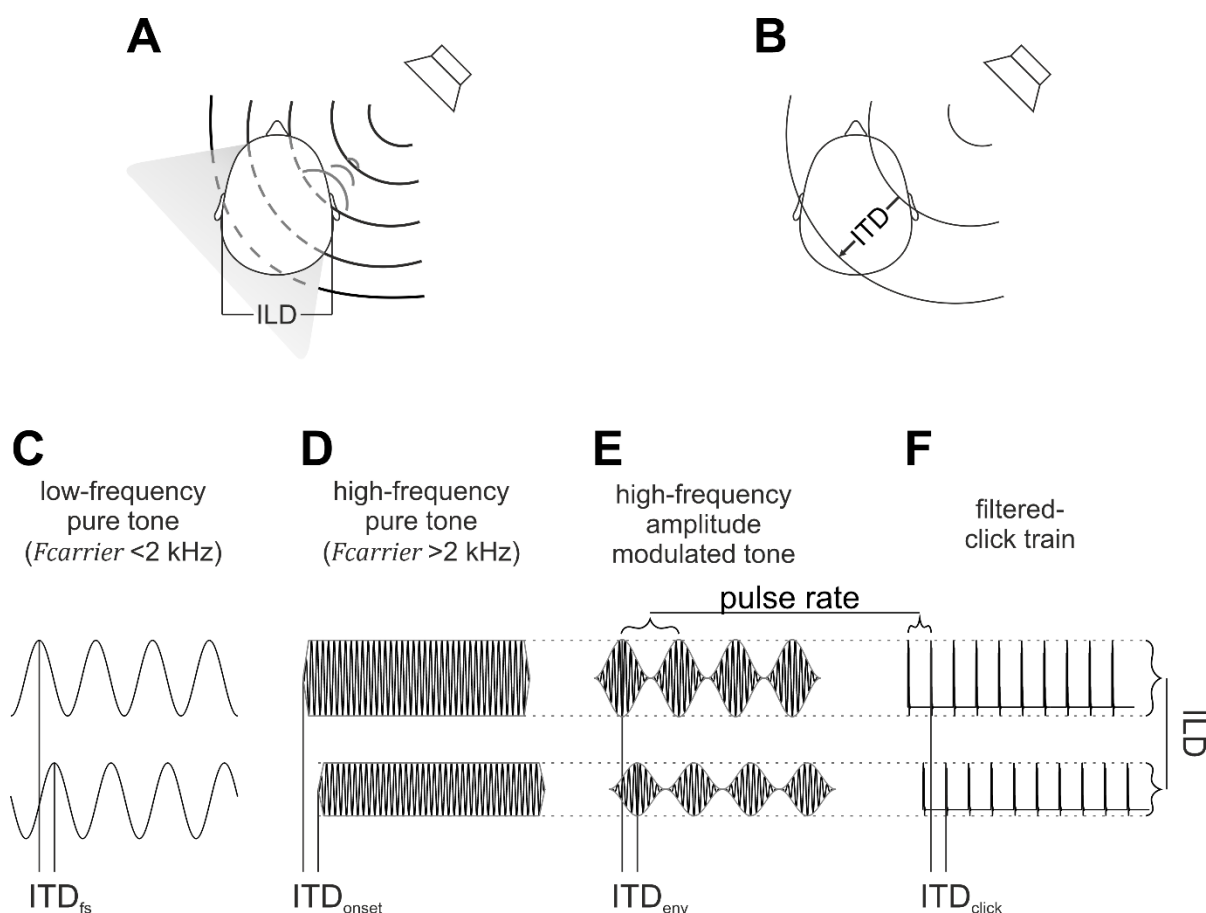 A
B
ITD
ILD
C
D
E
F
low-frequency
pure tone
(Fcarrier <2 kHz)
high-frequency
pure tone
(Fcarrier >2 kHz)
high-frequency
amplitude
modulated tone
filtered-
click train
pulse rate
ILD
ITDfs
ITDonset
ITDenv
ITDclick